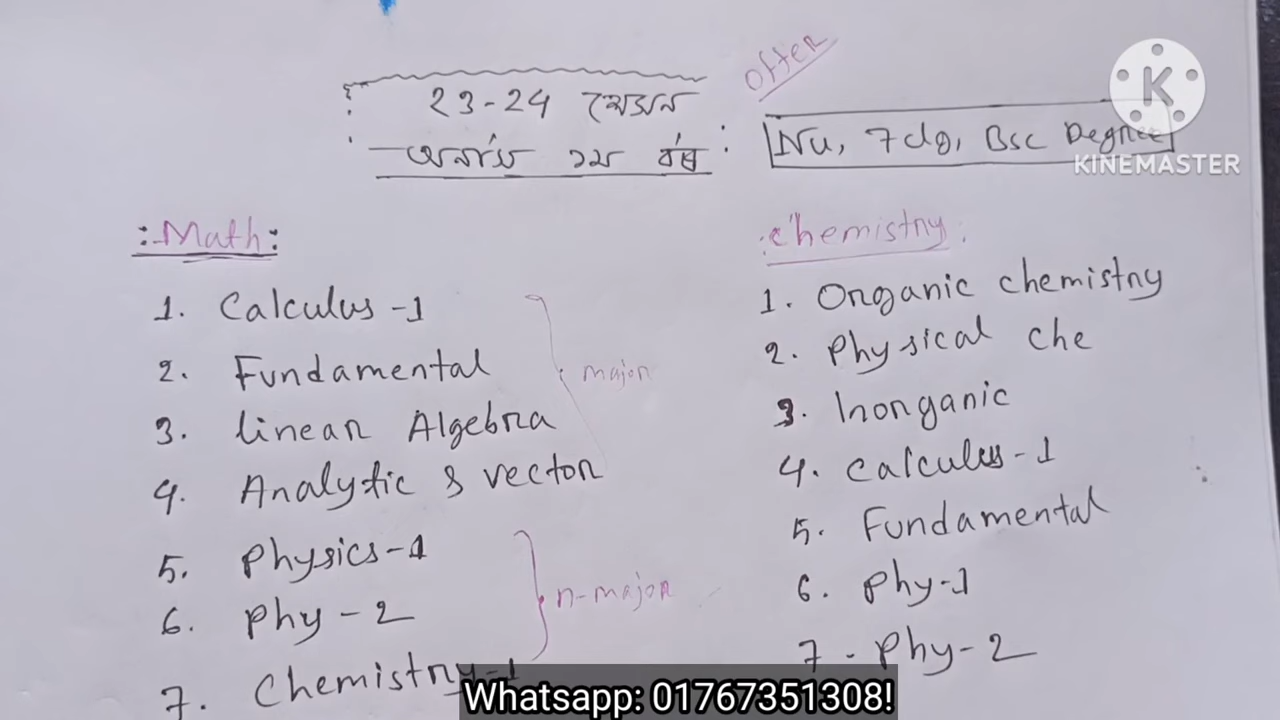 offer
২৩-২৪ সেশন
অনার্স ১ম বর্ষ :
Nu, 7clg, Bsc Degree
K
KINEMASTER
:Math:
1. Calculus -1
2. Fundamental
3. linear Algebra
4. Analytic & vector
major
5. Physics-1
6. Phy-2
7. Chemistry-1
n-major
:Chemistry:
1. Organic chemistry
2. Physical che
3. Inorganic
4. Calculus-1
5. Fundamental
6. Phy-1
7. Phy-2
Whatsapp: 01767351308!